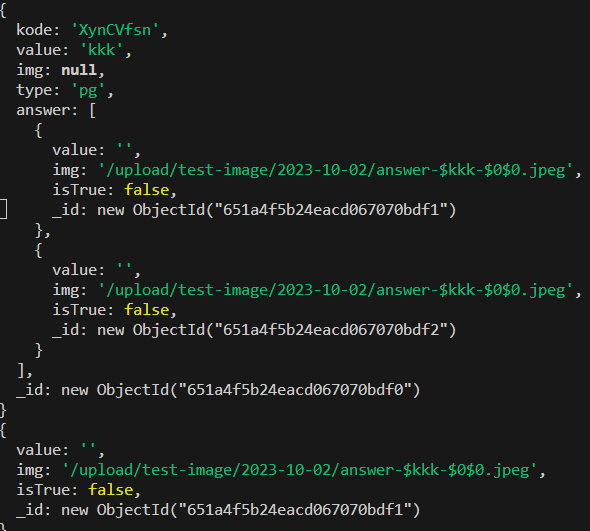 {
kode: 'XynCVfsn',
value: 'kkk',
img: null,
type: 'pg',
answer: [
{
value: '',
img: '/upload/test-image/2023-10-02/answer-$kkk-$0$0.jpeg',
isTrue: false,
_id: new ObjectId("651a4f5b24eacd067070bdf1")
},
{
value: '',
img: '/upload/test-image/2023-10-02/answer-$kkk-$0$0.jpeg',
isTrue: false,
_id: new ObjectId("651a4f5b24eacd067070bdf2")
}
],
_id: new ObjectId("651a4f5b24eacd067070bdf0")
}
{
value: '',
img: '/upload/test-image/2023-10-02/answer-$kkk-$0$0.jpeg',
isTrue: false,
_id: new ObjectId("651a4f5b24eacd067070bdf1")
}